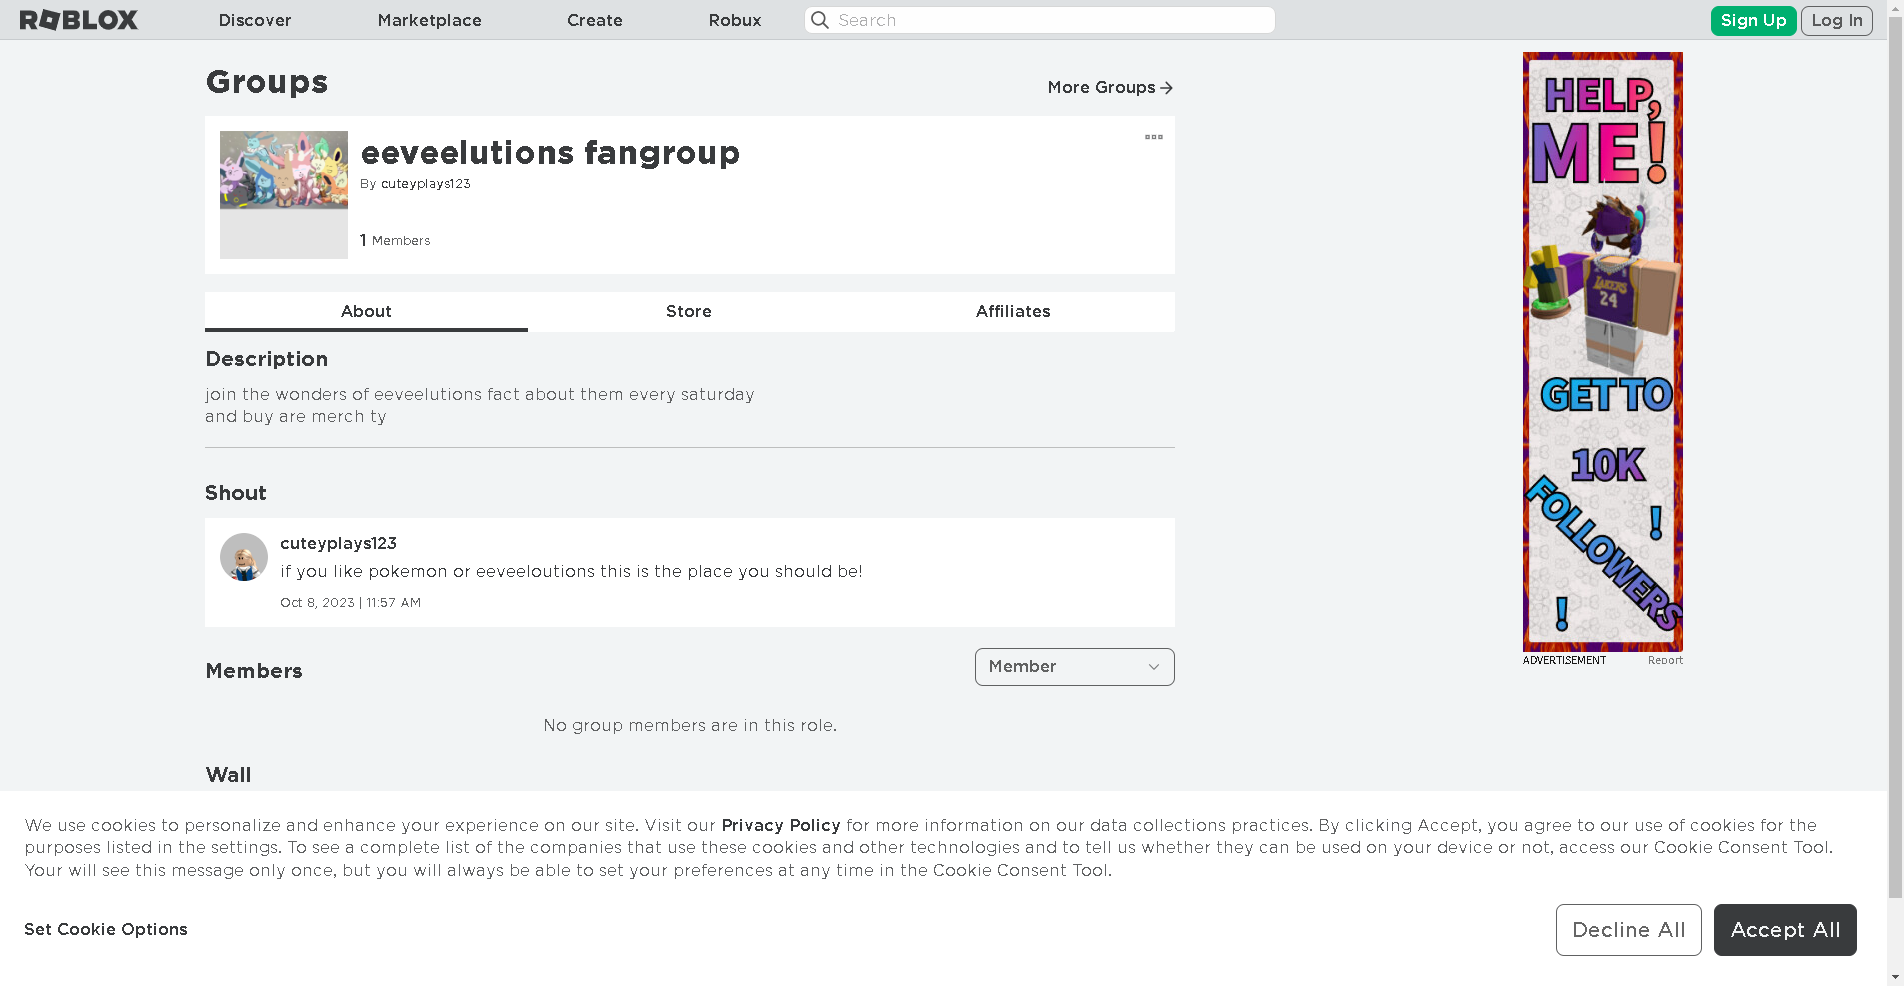 ROBLOX
Discover
Marketplace
Create
Robux
Search
Sign Up
Log In
Groups
More Groups
eeveelutions fangroup
By cuteyplays123
1 Members
About
Store
Affiliates
Description
join the wonders of eeveelutions fact about them every saturday
and buy are merch ty
Shout
cuteyplays123
if you like pokemon or eeveeloutions this is the place you should be!
Oct 8, 2023 | 11:57 AM
Members
Member
No group members are in this role.
Wall
HELP,
ME!
LAKERS
24
GET TO
10K
FOLLOWERS
!
!
ADVERTISEMENT
Report
We use cookies to personalize and enhance your experience on our site. Visit our Privacy Policy for more information on our data collections practices. By clicking Accept, you agree to our use of cookies for the
purposes listed in the settings. To see a complete list of the companies that use these cookies and other technologies and to tell us whether they can be used on your device or not, access our Cookie Consent Tool.
Your will see this message only once, but you will always be able to set your preferences at any time in the Cookie Consent Tool.
Set Cookie Options
Decline All
Accept All